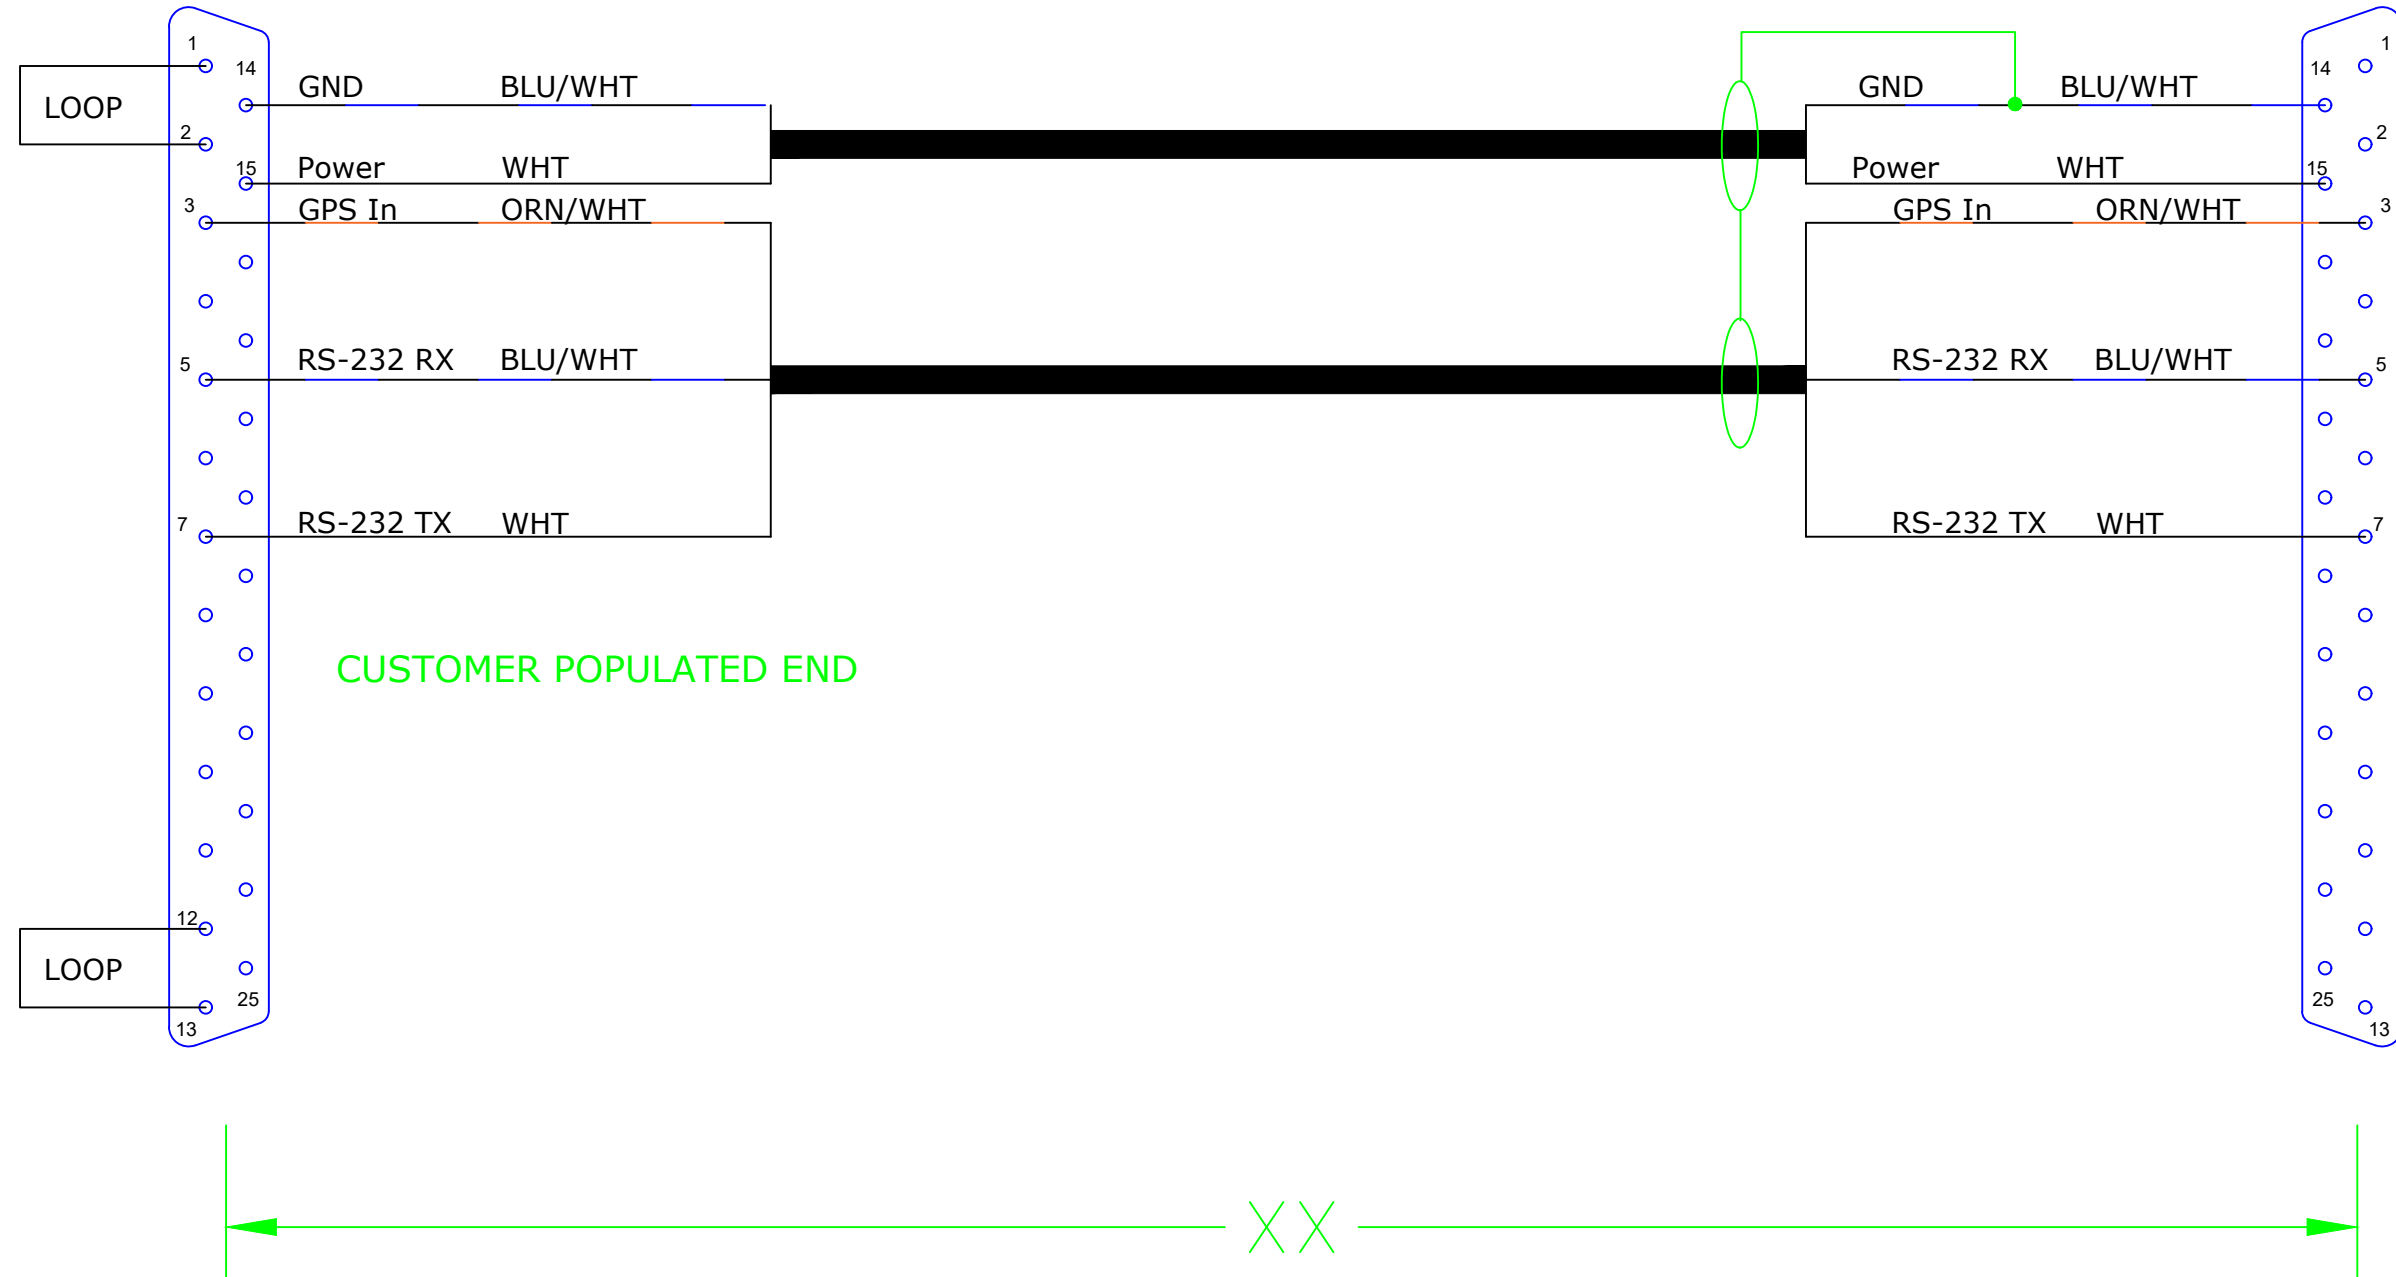 1 1
14 GND BLU/WHT GND BLU/WHT 14
LOOP
2 2
15 Power WHT Power WHT 15
3 GPS In ORN/WHT GPS In ORN/WHT 3
5 RS-232 RX BLU/WHT RS-232 RX BLU/WHT 5
7 RS-232 TX WHT RS-232 TX WHT 7
CUSTOMER POPULATED END
12
LOOP
25 25
13 13
XX